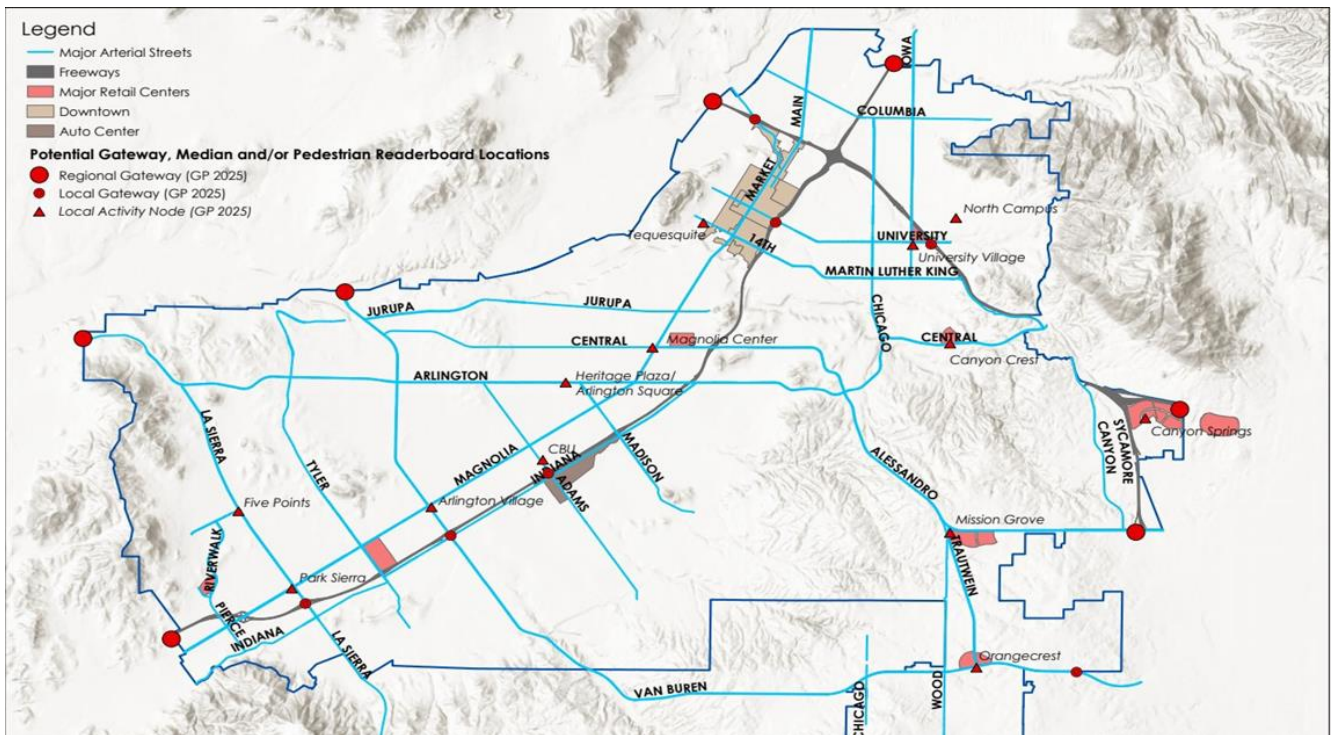 Legend
Major Arterial Streets
Freeways
Major Retail Centers
Downtown
Auto Center
Potential Gateway, Median and/or Pedestrian Readerboard Locations
Regional Gateway (GP 2025)
Local Gateway (GP 2025)
Local Activity Node (GP 2025)
IOWA
COLUMBIA
MAIN
MARKET
North Campus
Tequesquite
14TH
UNIVERSITY
University Village
MARTIN LUTHER KING
JURUPA
JURUPA
CHICAGO
CENTRAL
Magnolia Center
CENTRAL
Canyon Crest
ARLINGTON
Heritage Plaza/
Arlington Square
LA SIERRA
TYLER
MAGNOLIA
CBU
INDIANA
ADAMS
MADISON
ALESSANDRO
SYCAMORE
CANYON
Canyon Springs
Five Points
Arlington Village
Mission Grove
TRAUTWEIN
RIVERWALK
Park Sierra
PIERCE
INDIANA
LA SIERRA
Orangecrest
VAN BUREN
CHICAGO
WOOD